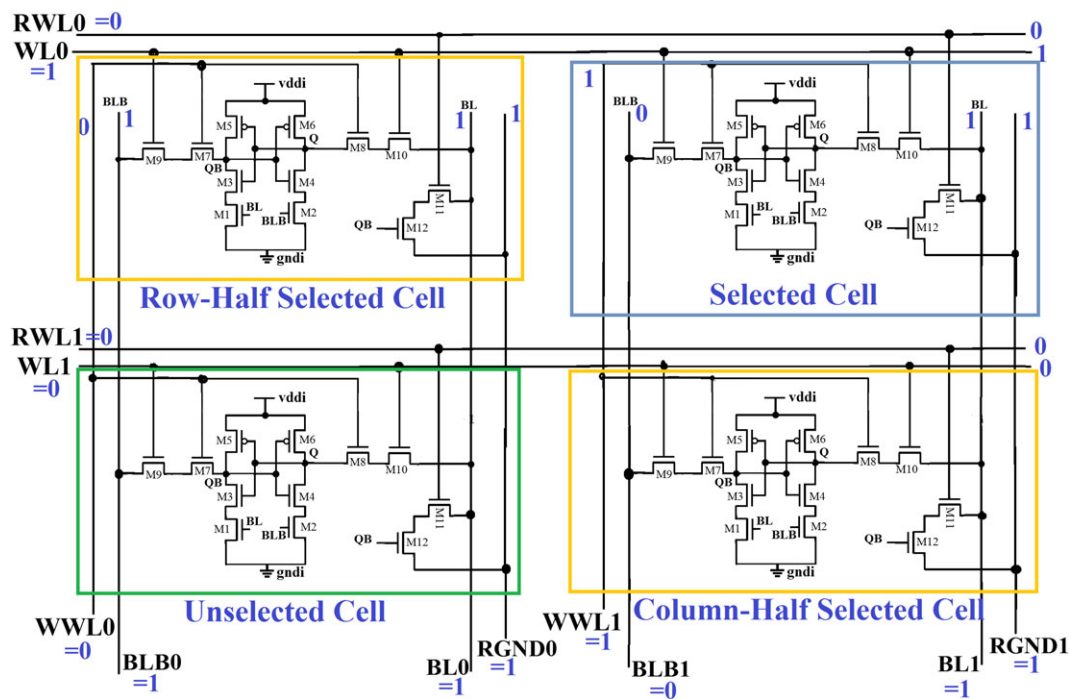 RWL0 =0 0
WL0 1
=1
BLB 1 0 vddi M5 M6 Q M9 M7 QB M8 M10 M3 M4 M1 BL BLB M2 gndi QB M12 M11 BL 1 1
Row-Half Selected Cell
1 BLB 0 vddi M5 M6 Q M9 M7 QB M8 M10 M3 M4 M1 BL BLB M2 gndi QB M12 M11 BL 1 1
Selected Cell
RWL1 =0 0
WL1 0
=0
vddi M5 M6 Q M9 M7 QB M8 M10 M3 M4 M1 BL BLB M2 gndi QB M12 M11
Unselected Cell
vddi M5 M6 Q M9 M7 QB M8 M10 M3 M4 M1 BL BLB M2 gndi QB M12 M11
Column-Half Selected Cell
WWL0
=0
BLB0
=1
BL0
=1
RGND0
=1
WWL1
=1
BLB1
=0
BL1
=1
RGND1
=1